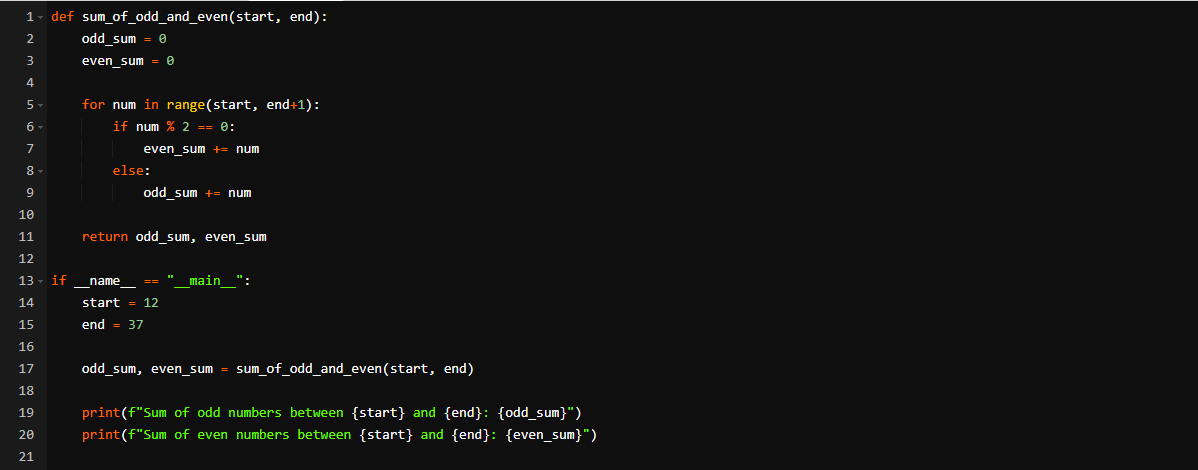 1 def sum_of_odd_and_even(start, end):
2     odd_sum = 0
3     even_sum = 0
4
5     for num in range(start, end+1):
6         if num % 2 == 0:
7             even_sum += num
8         else:
9             odd_sum += num
10
11     return odd_sum, even_sum
12
13 if __name__ == "__main__":
14     start = 12
15     end = 37
16
17     odd_sum, even_sum = sum_of_odd_and_even(start, end)
18
19     print(f"Sum of odd numbers between {start} and {end}: {odd_sum}")
20     print(f"Sum of even numbers between {start} and {end}: {even_sum}")
21